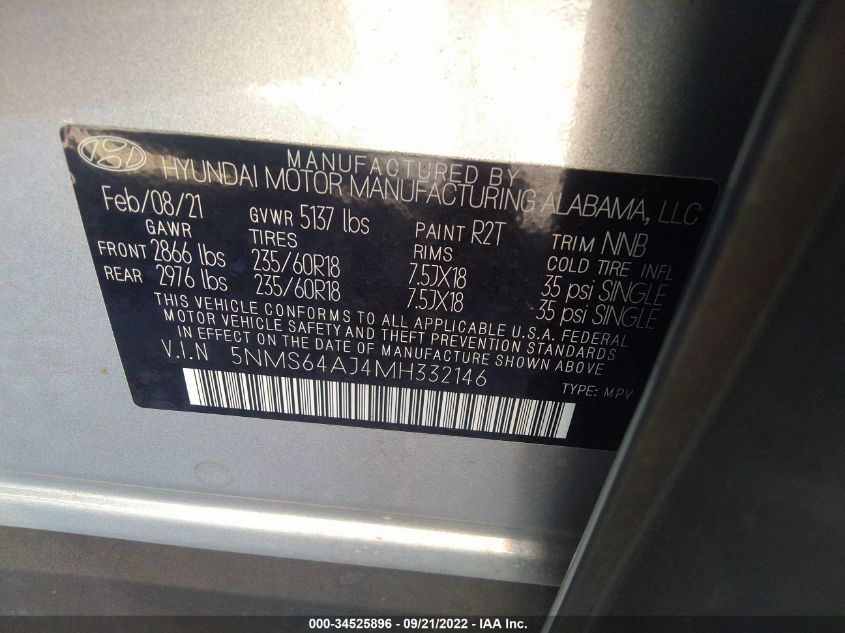 MANUFACTURED BY
HYUNDAI MOTOR MANUFACTURING ALABAMA, LLC
Feb/08/21 GVWR 5137 lbs PAINT R2T TRIM NNB
GAWR TIRES RIMS COLD TIRE INFL
FRONT 2866 lbs 235/60R18 7.5JX18 35 psi SINGLE
REAR 2976 lbs 235/60R18 7.5JX18 35 psi SINGLE
THIS VEHICLE CONFORMS TO ALL APPLICABLE U.S.A. FEDERAL
MOTOR VEHICLE SAFETY AND THEFT PREVENTION STANDARDS
IN EFFECT ON THE DATE OF MANUFACTURE SHOWN ABOVE
V.I.N 5NMS64AJ4MH332146
TYPE: MPV
000-34525896 - 09/21/2022 - IAA Inc.